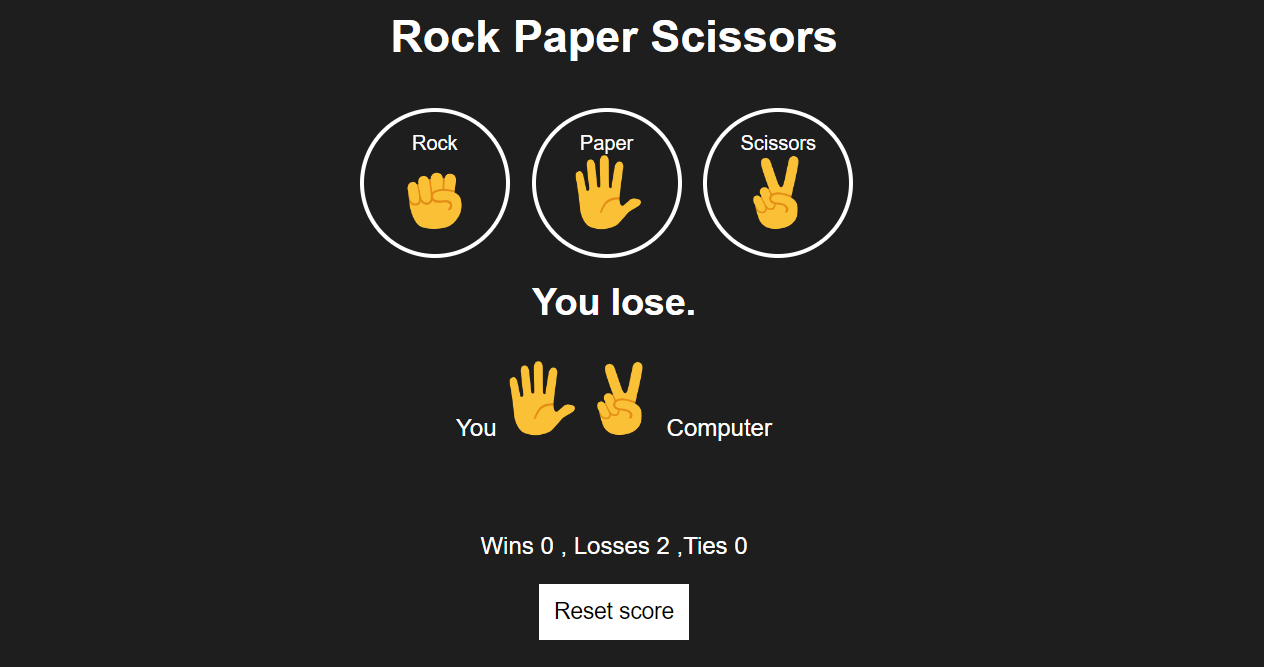 Rock Paper Scissors
Rock Paper Scissors
You lose.
You Computer
Wins 0 , Losses 2 ,Ties 0
Reset score